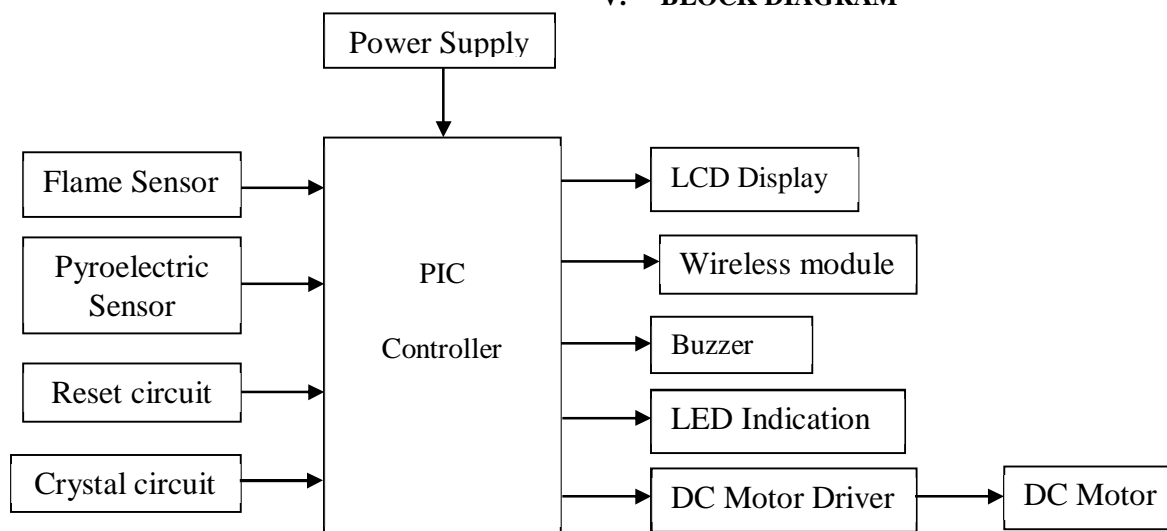 V. BLOCK DIAGRAM
Power Supply
Flame Sensor
Pyroelectric
Sensor
Reset circuit
Crystal circuit
PIC
Controller
LCD Display
Wireless module
Buzzer
LED Indication
DC Motor Driver
DC Motor